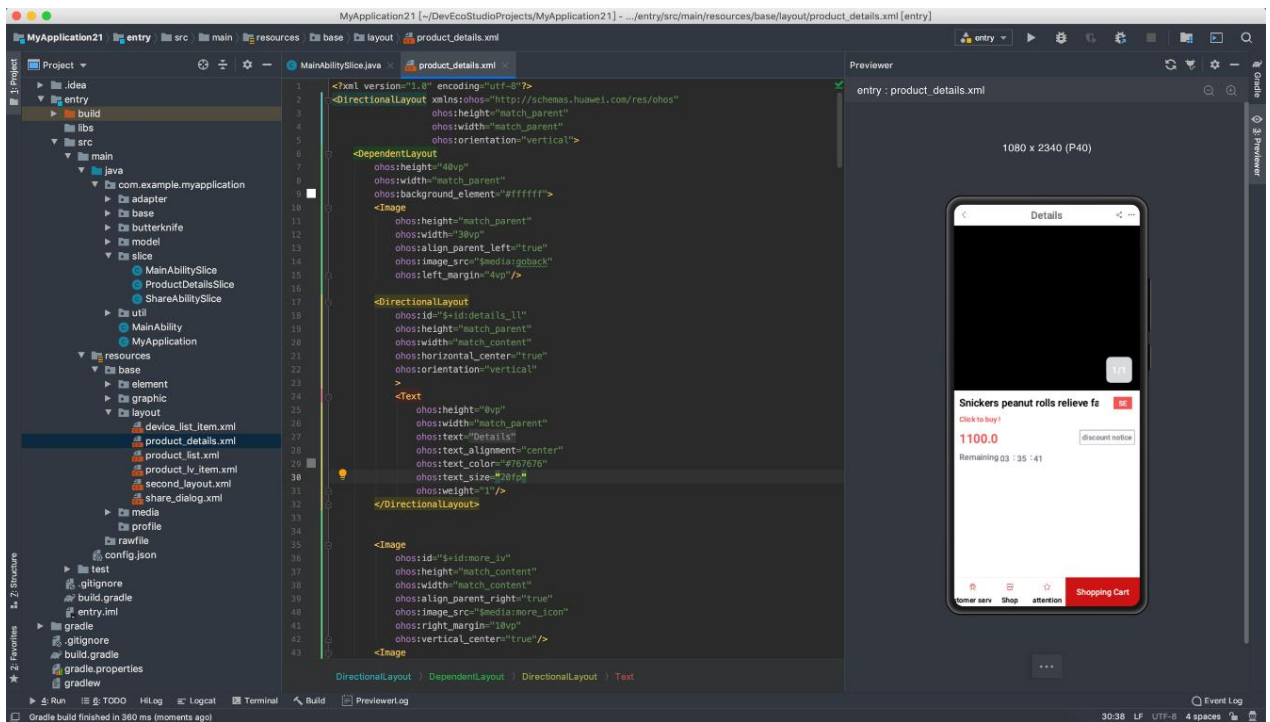 MyApplication21 [~/DevEcoStudioProjects/MyApplication21] - .../entry/src/main/resources/base/layout/product_details.xml [entry]
MyApplication21 entry src main resources base layout product_details.xml
entry
1: Project
Project
.idea
entry
build
libs
src
main
java
com.example.myapplication
adapter
base
butterknife
model
slice
MainAbilitySlice
ProductDetailsSlice
ShareAbilitySlice
util
MainAbility
MyApplication
resources
base
element
graphic
layout
device_list_item.xml
product_details.xml
product_list.xml
product_lv_item.xml
second_layout.xml
share_dialog.xml
media
profile
rawfile
config.json
test
.gitignore
build.gradle
entry.iml
gradle
.gitignore
build.gradle
gradle.properties
gradlew
Z: Structure
2: Favorites
MainAbilitySlice.java
product_details.xml
1 <?xml version="1.0" encoding="utf-8"?>
2 <DirectionalLayout xmlns:ohos="http://schemas.huawei.com/res/ohos"
3 ohos:height="match_parent"
4 ohos:width="match_parent"
5 ohos:orientation="vertical">
6 <DependentLayout
7 ohos:height="40vp"
8 ohos:width="match_parent"
9 ohos:background_element="#ffffff">
10 <Image
11 ohos:height="match_parent"
12 ohos:width="30vp"
13 ohos:align_parent_left="true"
14 ohos:image_src="$media:goback"
15 ohos:left_margin="4vp"/>
16
17 <DirectionalLayout
18 ohos:id="$+id:details_ll"
19 ohos:height="match_parent"
20 ohos:width="match_content"
21 ohos:horizontal_center="true"
22 ohos:orientation="vertical"
23 >
24 <Text
25 ohos:height="0vp"
26 ohos:width="match_parent"
27 ohos:text="Details"
28 ohos:text_alignment="center"
29 ohos:text_color="#767676"
30 ohos:text_size="20fp"
31 ohos:weight="1"/>
32 </DirectionalLayout>
33
34
35 <Image
36 ohos:id="$+id:more_iv"
37 ohos:height="match_content"
38 ohos:width="match_content"
39 ohos:align_parent_right="true"
40 ohos:image_src="$media:more_icon"
41 ohos:right_margin="10vp"
42 ohos:vertical_center="true"/>
43 <Image
DirectionalLayout DependentLayout DirectionalLayout Text
Previewer
entry : product_details.xml
1080 x 2340 (P40)
Details
1/1
Snickers peanut rolls relieve fa SE
Click to buy!
1100.0 discount notice
Remaining 03 : 35 : 41
stomer serv Shop attention Shopping Cart
Gradle
3: Previewer
4: Run 6: TODO HiLog Logcat Terminal Build PreviewerLog Event Log
Gradle build finished in 360 ms (moments ago) 30:38 LF UTF-8 4 spaces